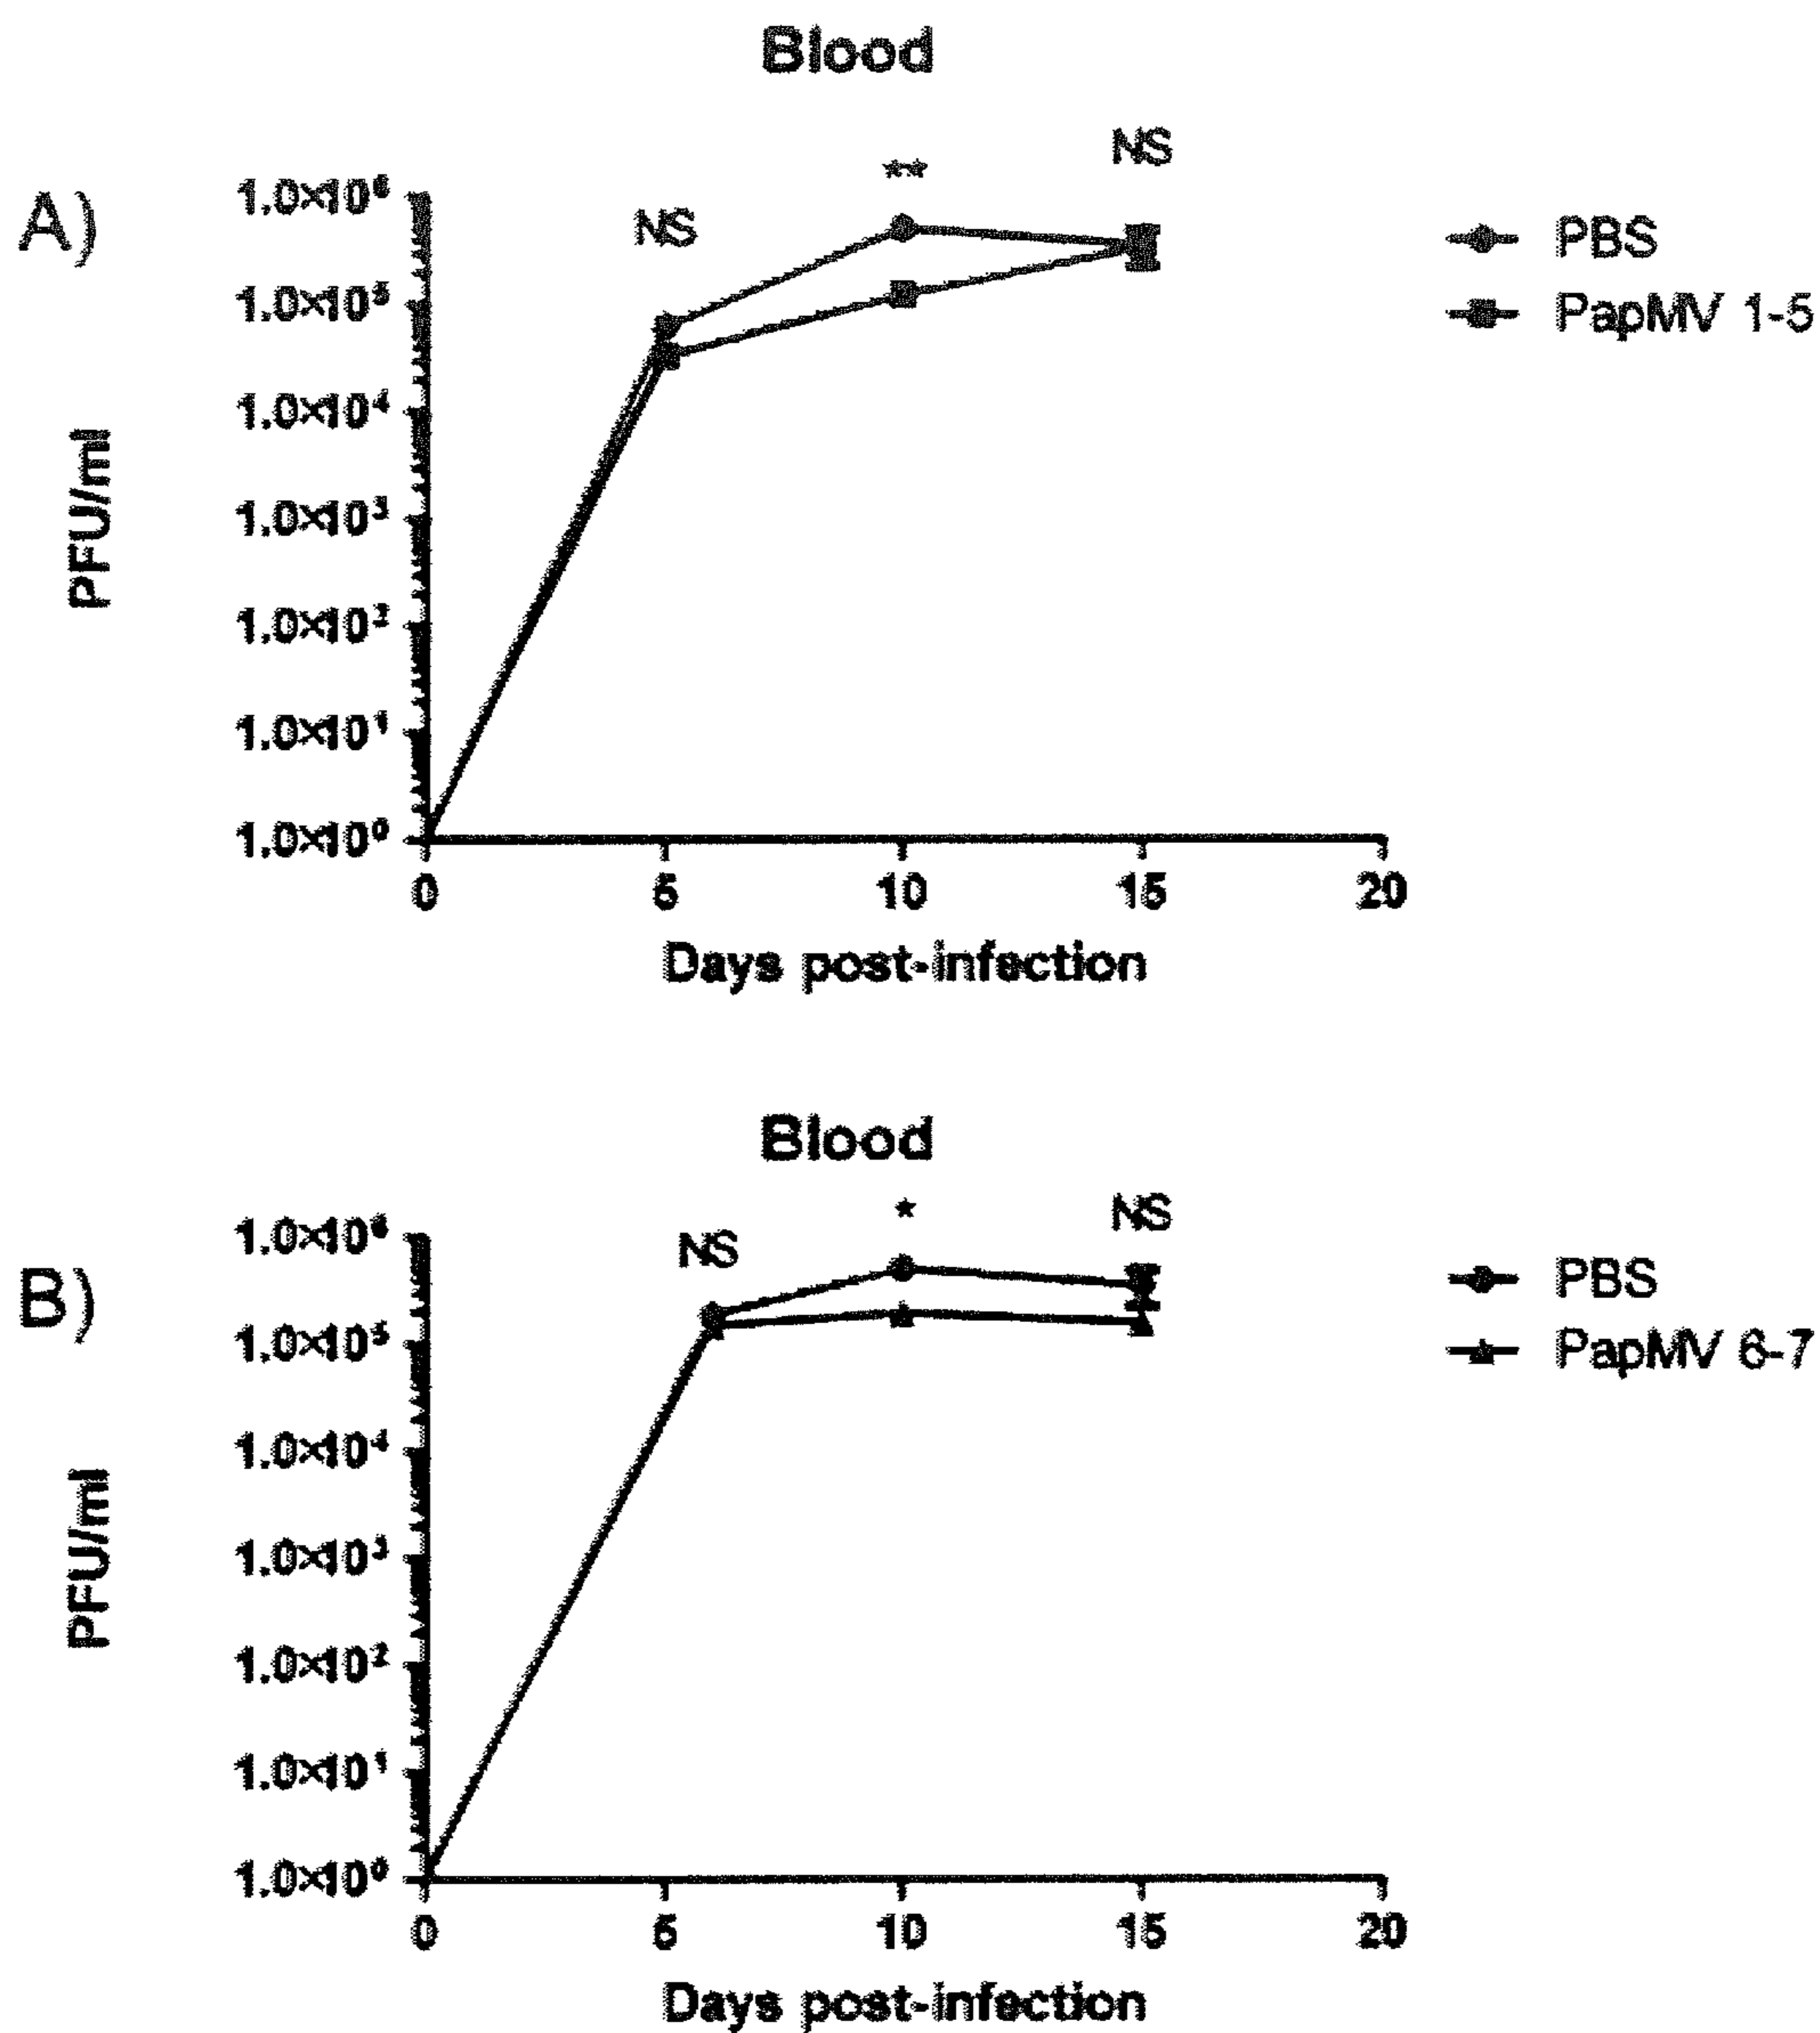 Blood
A)
NS
**
NS
1.0×10⁶
1.0×10⁵
1.0×10⁴
1.0×10³
1.0×10²
1.0×10¹
1.0×10⁰
PFU/ml
0 5 10 15 20
Days post-infection
PBS
PapMV 1-5
Blood
B)
NS
*
NS
1.0×10⁶
1.0×10⁵
1.0×10⁴
1.0×10³
1.0×10²
1.0×10¹
1.0×10⁰
PFU/ml
0 5 10 15 20
Days post-infection
PBS
PapMV 6-7